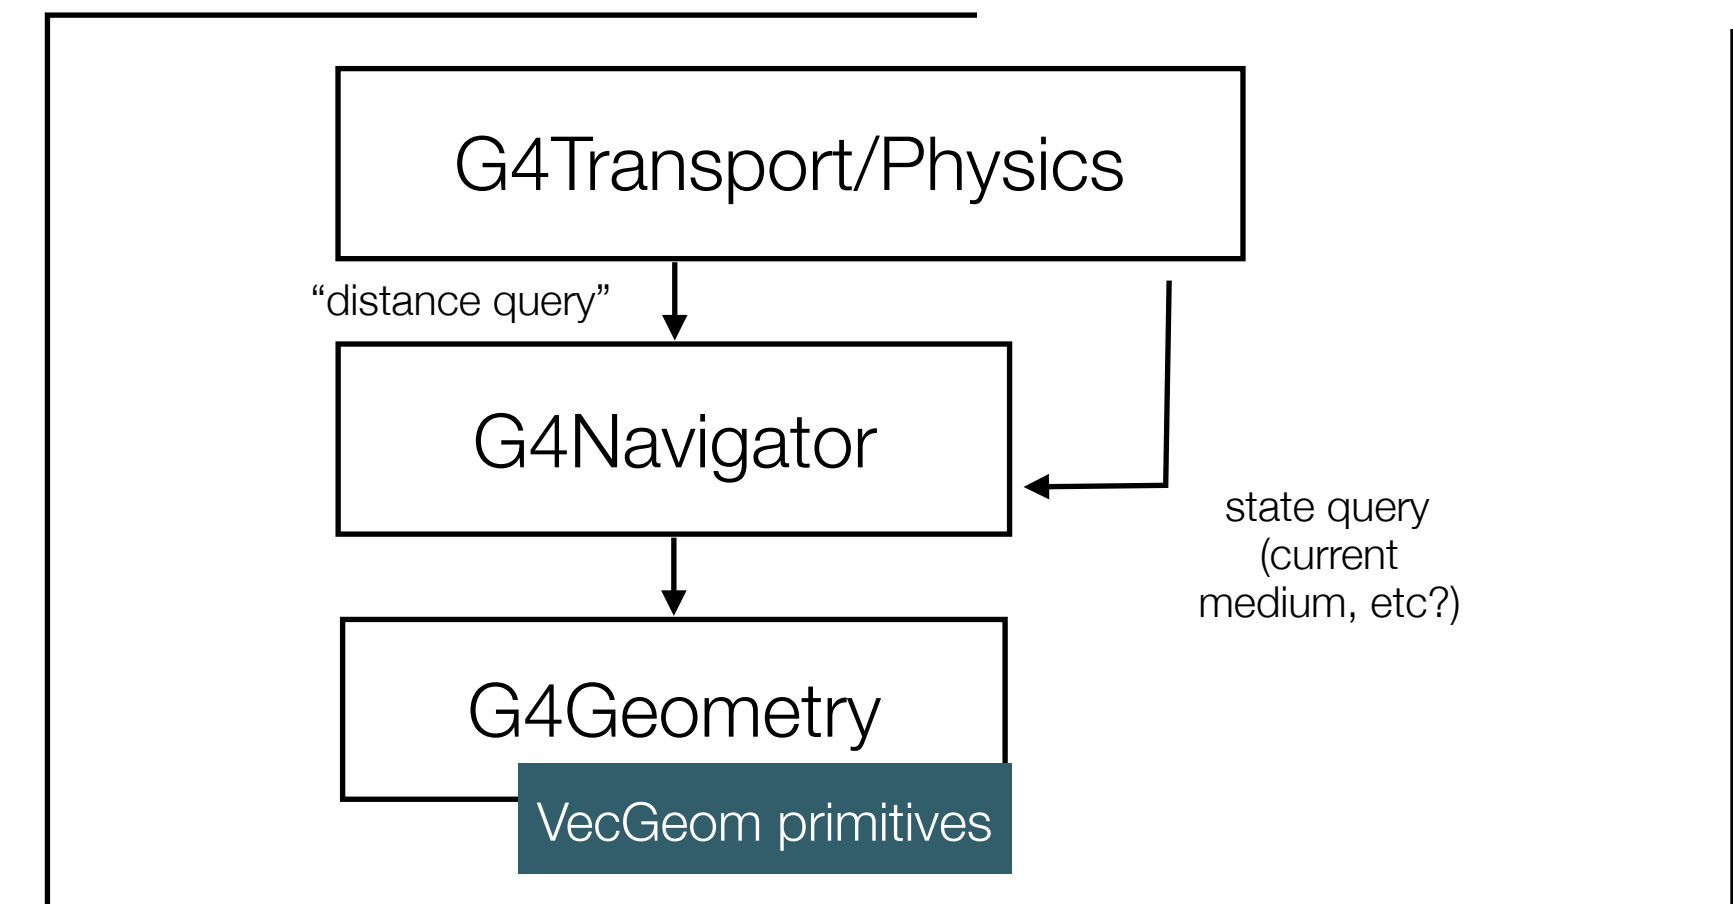 G4Transport/Physics
“distance query”
G4Navigator
state query
(current
medium, etc?)
G4Geometry
VecGeom primitives